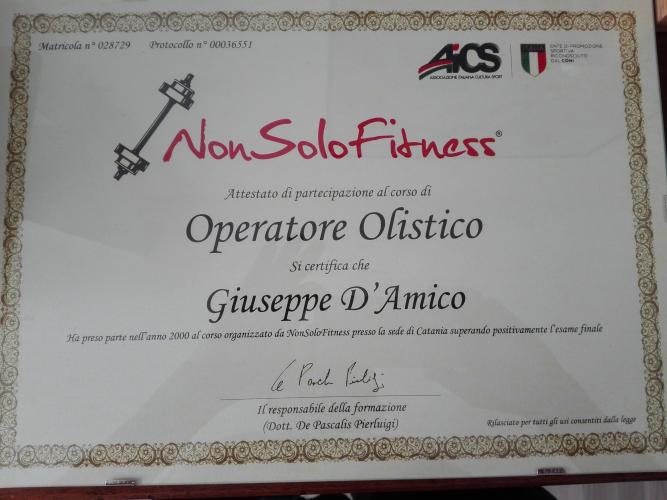 Matricola n° 028729 Protocollo n° 00036551
AiCS
ASSOCIAZIONE ITALIANA CULTURA SPORT
ITALIA
ENTE DI PROMOZIONE
SPORTIVA
RICONOSCIUTO
DAL CONI
NonSoloFitness®
Attestato di partecipazione al corso di
Operatore Olistico
Si certifica che
Giuseppe D'Amico
Ha preso parte nell'anno 2000 al corso organizzato da NonSoloFitness presso la sede di Catania superando positivamente l'esame finale
Il responsabile della formazione
(Dott. De Pascalis Pierluigi)
Rilasciato per tutti gli usi consentiti dalla legge